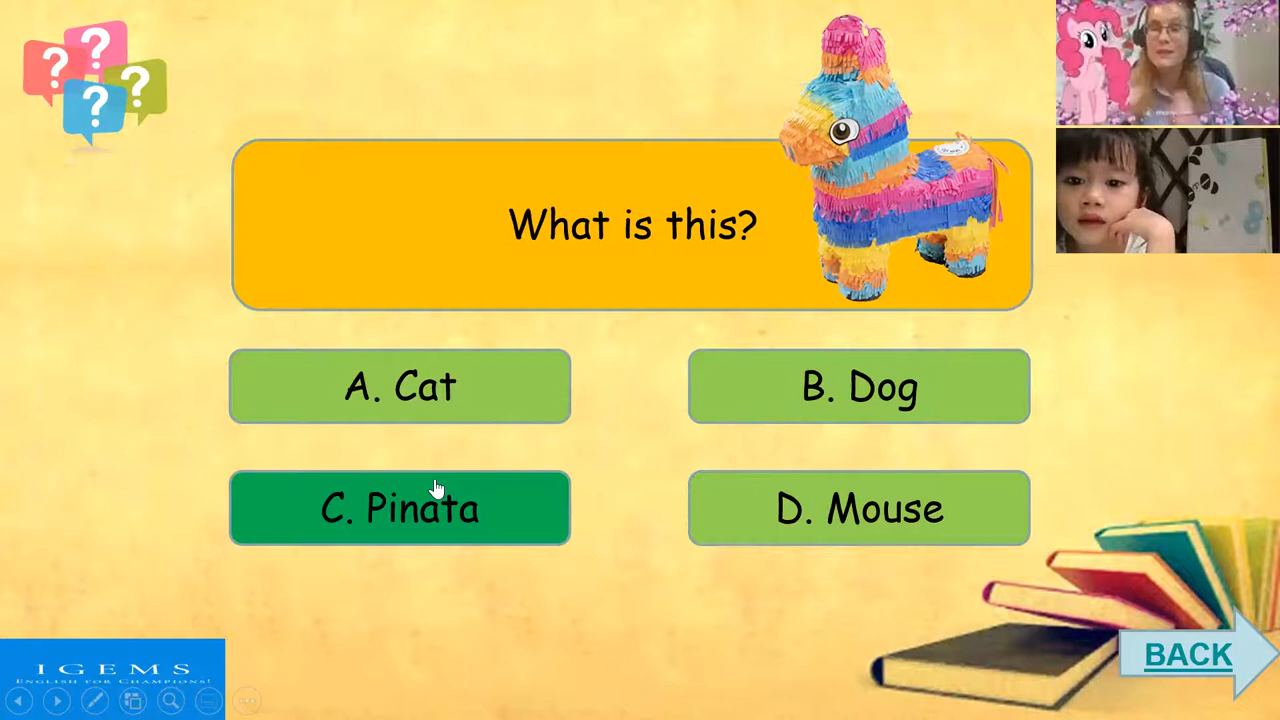 ? ? ? ?
What is this?
A. Cat
B. Dog
C. Pinata
D. Mouse
BACK
IGEMS
ENGLISH FOR CHAMPIONS!